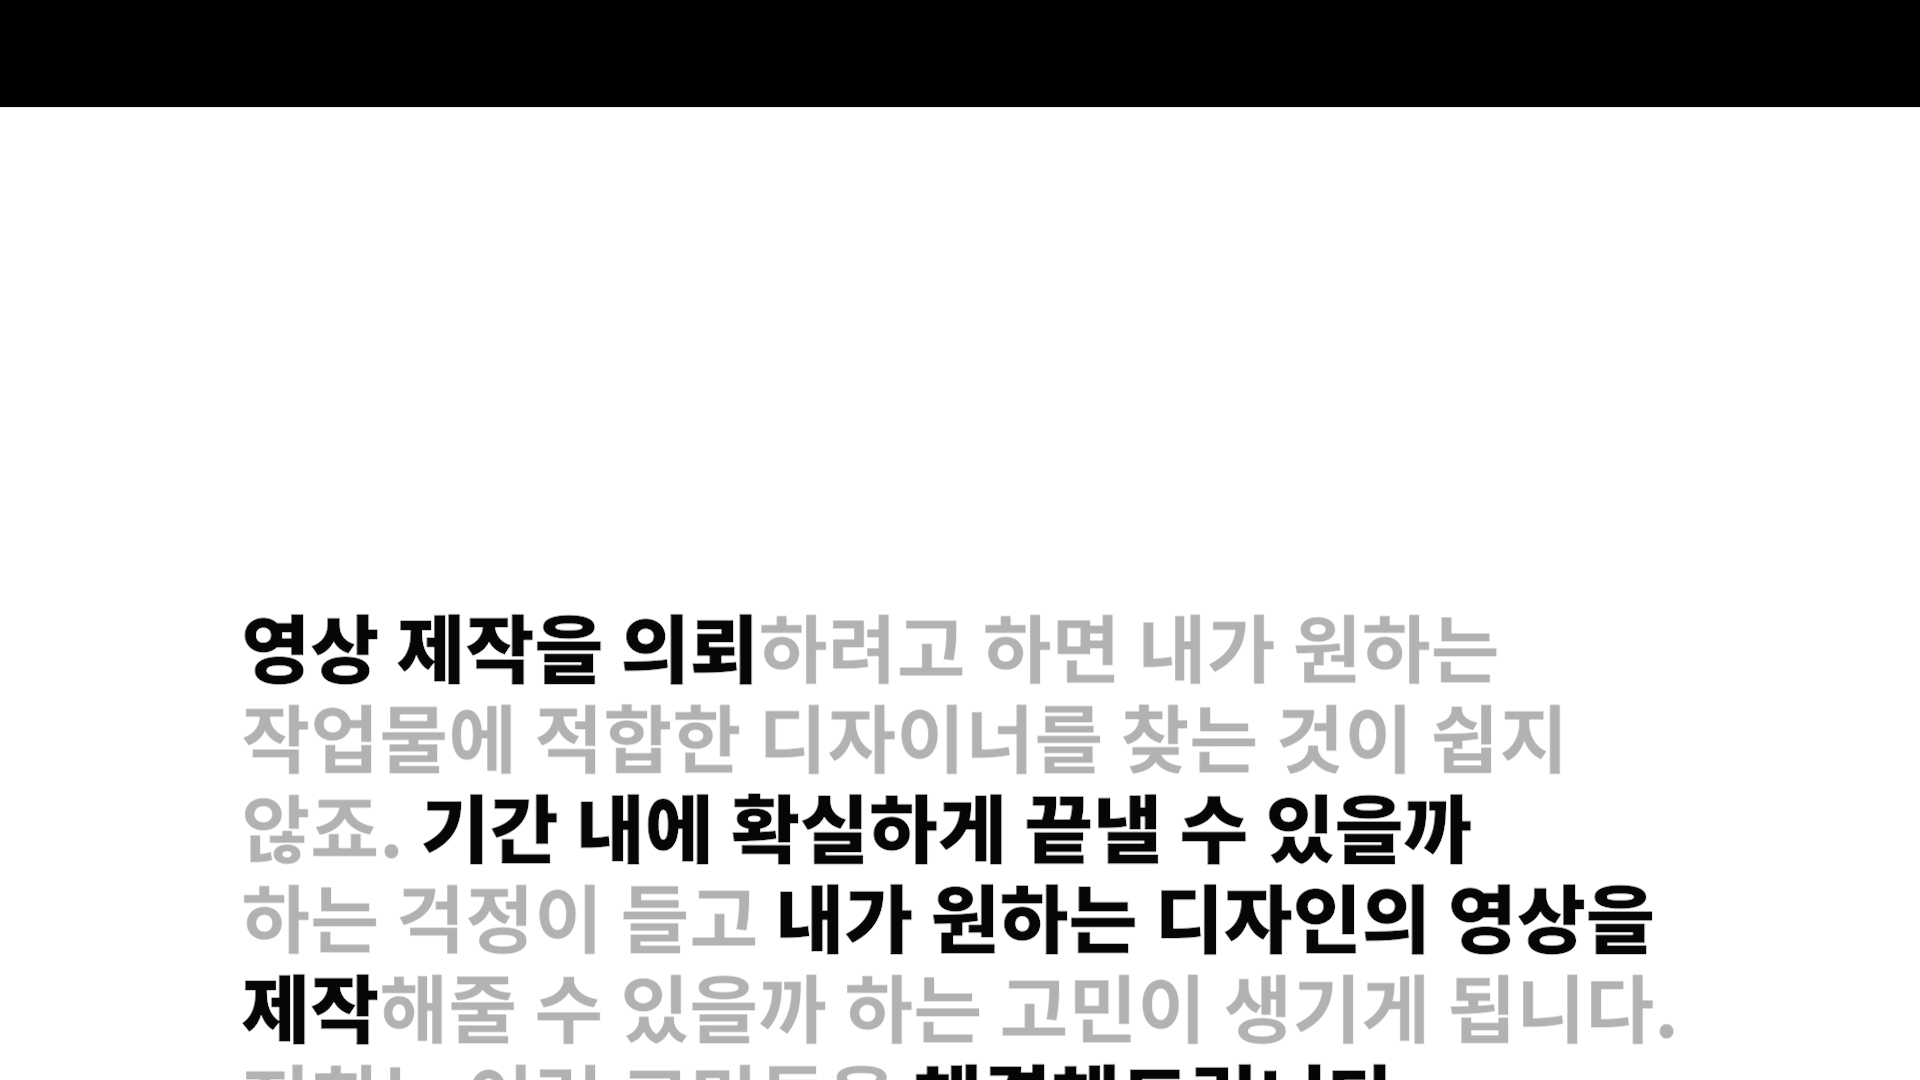 영상 제작을 의뢰하려고 하면 내가 원하는
작업물에 적합한 디자이너를 찾는 것이 쉽지
않죠. 기간 내에 확실하게 끝낼 수 있을까
하는 걱정이 들고 내가 원하는 디자인의 영상을
제작해줄 수 있을까 하는 고민이 생기게 됩니다.